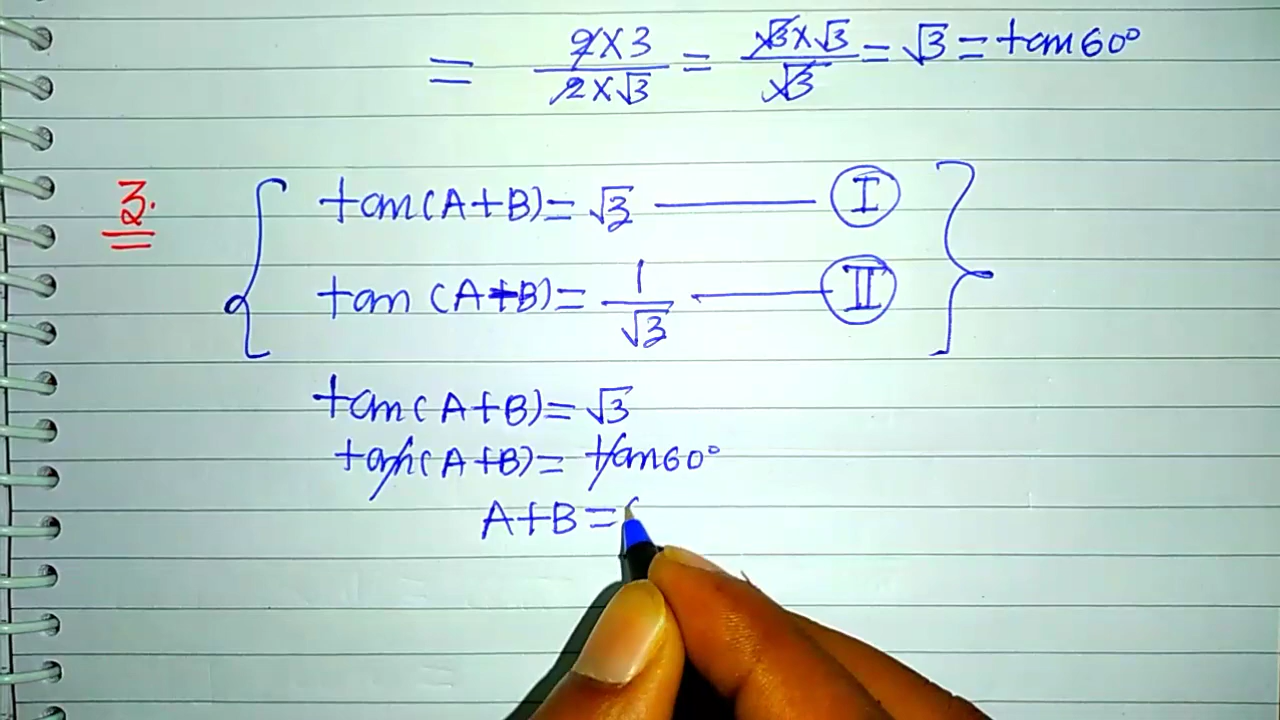 = 2×3/2×√3 = √3×√3/√3 = √3 = tan60°
3. tan(A+B) = √3 — I
tan(A-B) = 1/√3 — II
tan(A+B) = √3
tan(A+B) = tan60°
A+B =